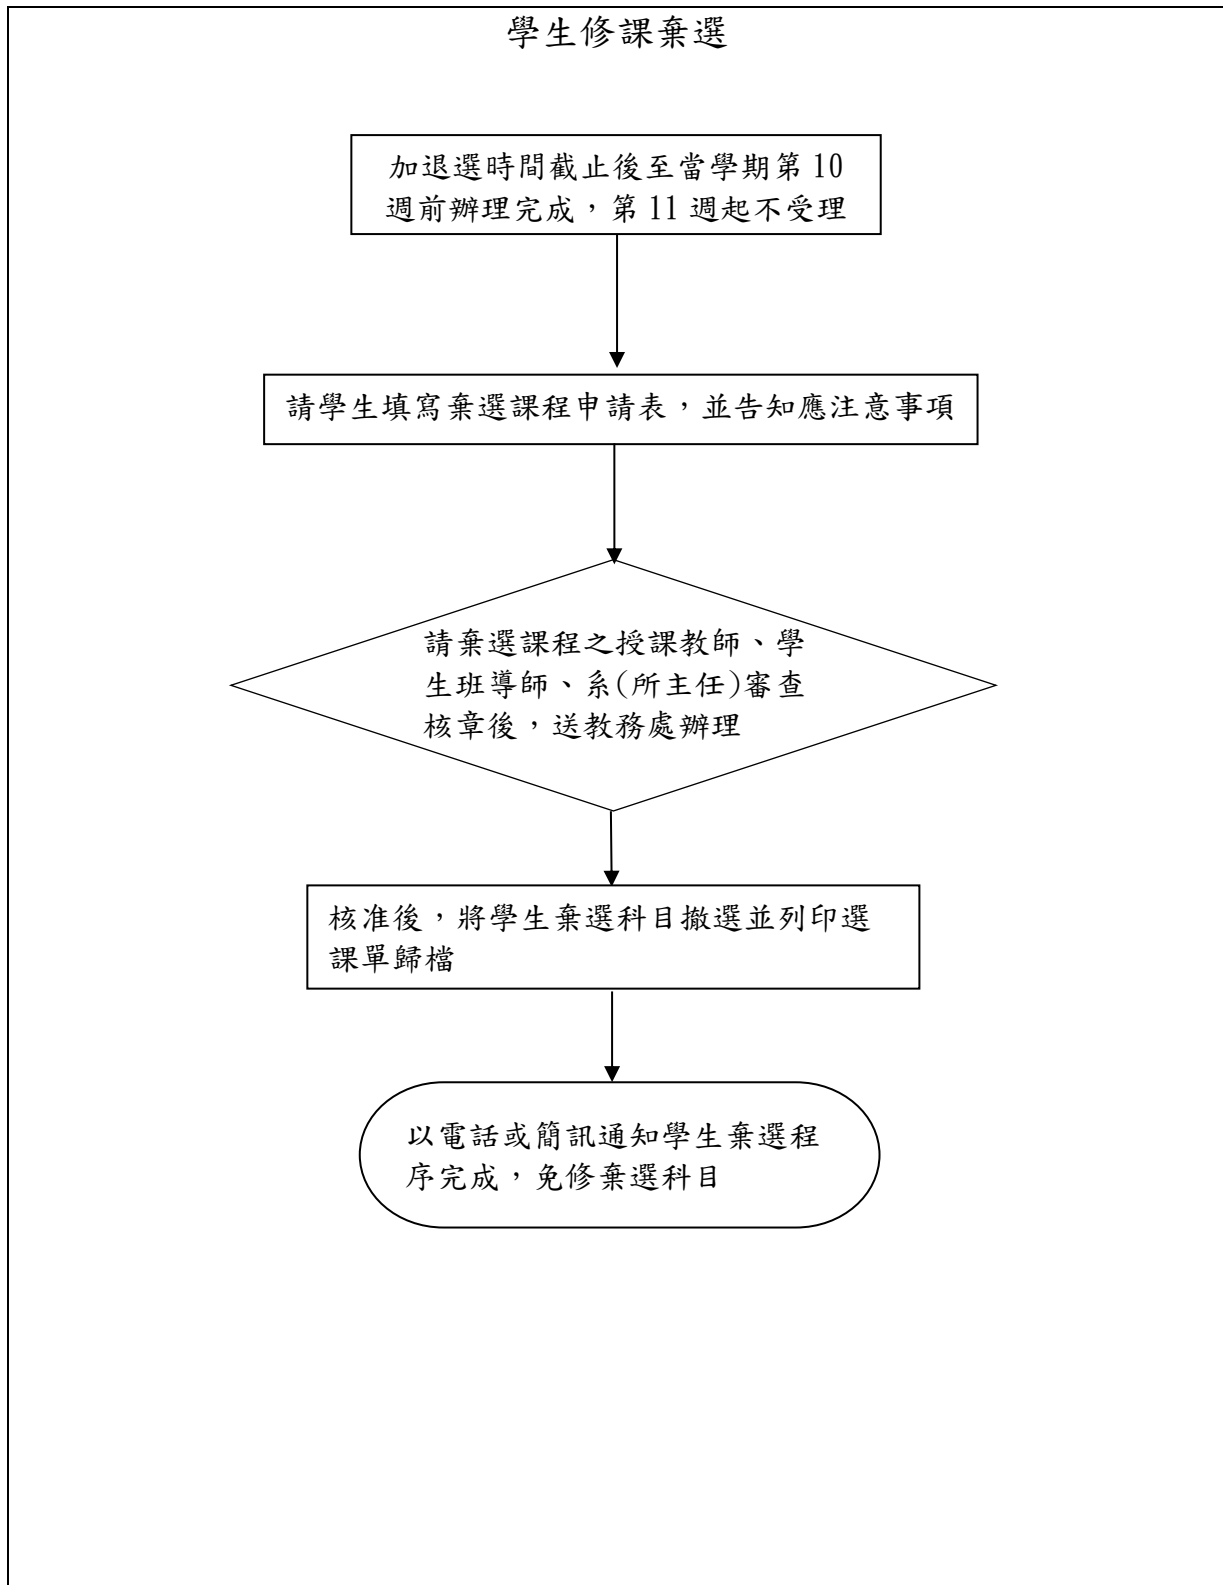 學生修課棄選
加退選時間截止後至當學期第 10
週前辦理完成，第 11 週起不受理
請學生填寫棄選課程申請表，並告知應注意事項
請棄選課程之授課教師、學
生班導師、系(所主任)審查
核章後，送教務處辦理
核准後，將學生棄選科目撤選並列印選
課單歸檔
以電話或簡訊通知學生棄選程
序完成，免修棄選科目